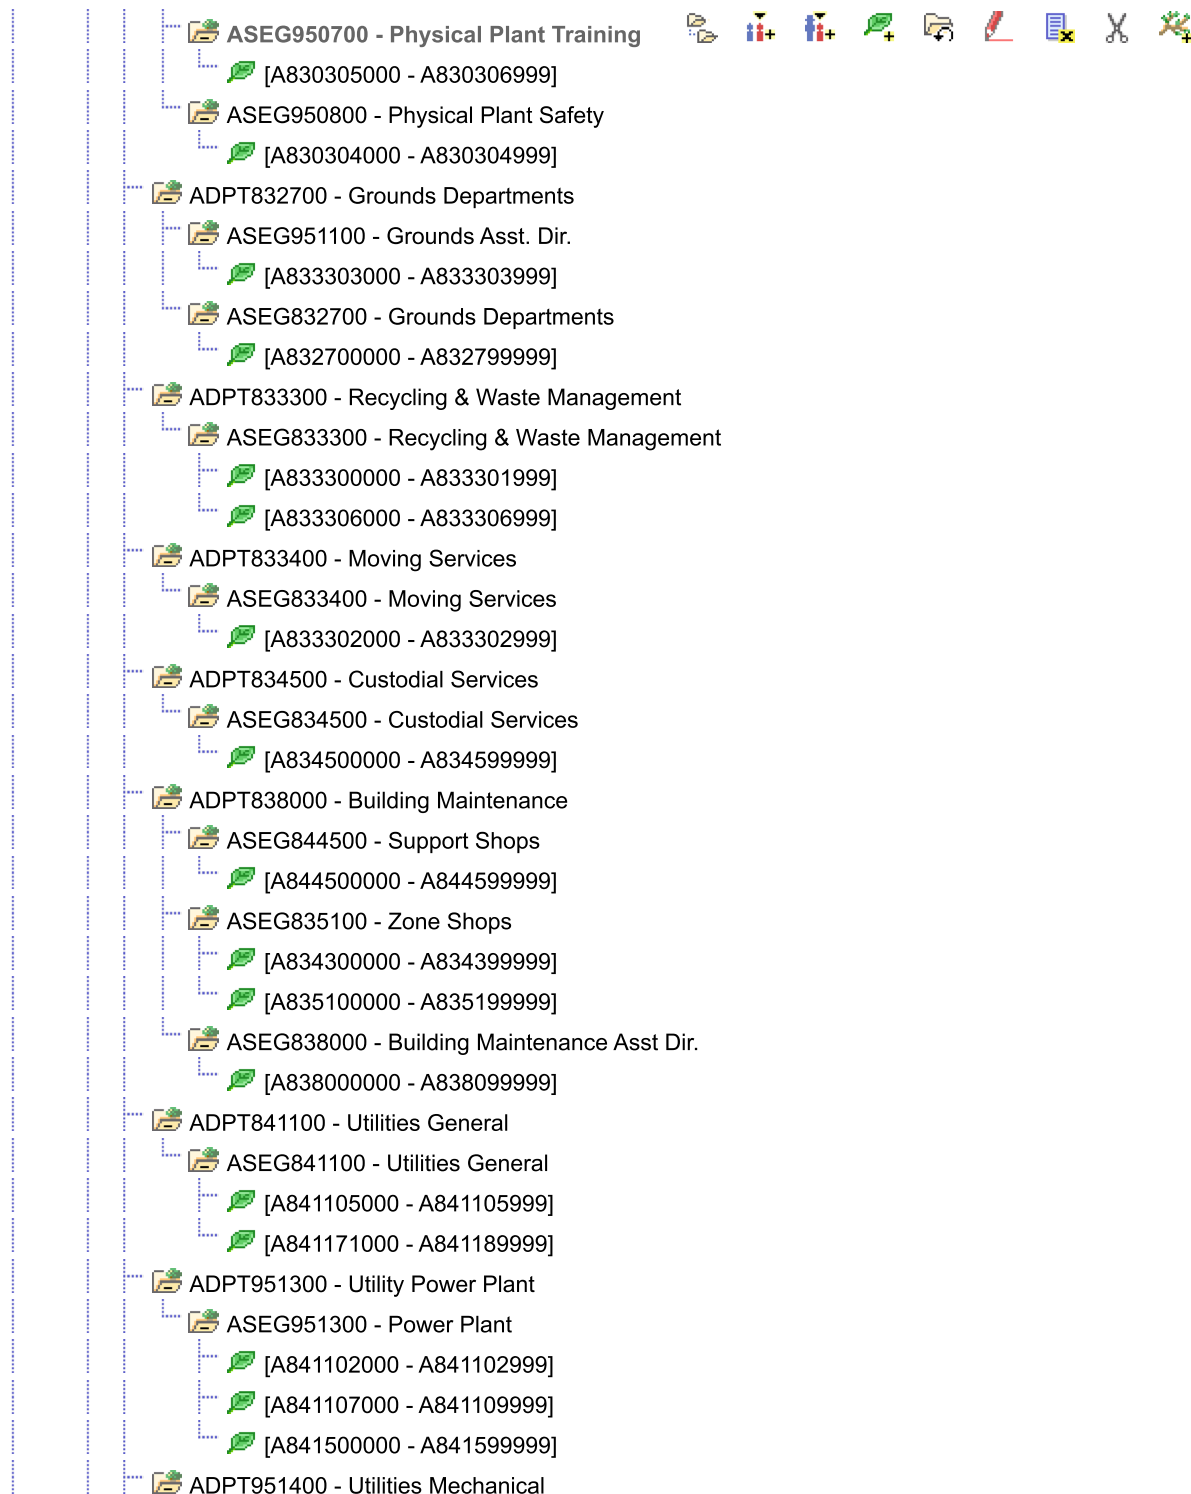 ASEG950700 - Physical Plant Training
[A830305000 - A830306999]
ASEG950800 - Physical Plant Safety
[A830304000 - A830304999]
ADPT832700 - Grounds Departments
ASEG951100 - Grounds Asst. Dir.
[A833303000 - A833303999]
ASEG832700 - Grounds Departments
[A832700000 - A832799999]
ADPT833300 - Recycling & Waste Management
ASEG833300 - Recycling & Waste Management
[A833300000 - A833301999]
[A833306000 - A833306999]
ADPT833400 - Moving Services
ASEG833400 - Moving Services
[A833302000 - A833302999]
ADPT834500 - Custodial Services
ASEG834500 - Custodial Services
[A834500000 - A834599999]
ADPT838000 - Building Maintenance
ASEG844500 - Support Shops
[A844500000 - A844599999]
ASEG835100 - Zone Shops
[A834300000 - A834399999]
[A835100000 - A835199999]
ASEG838000 - Building Maintenance Asst Dir.
[A838000000 - A838099999]
ADPT841100 - Utilities General
ASEG841100 - Utilities General
[A841105000 - A841105999]
[A841171000 - A841189999]
ADPT951300 - Utility Power Plant
ASEG951300 - Power Plant
[A841102000 - A841102999]
[A841107000 - A841109999]
[A841500000 - A841599999]
ADPT951400 - Utilities Mechanical